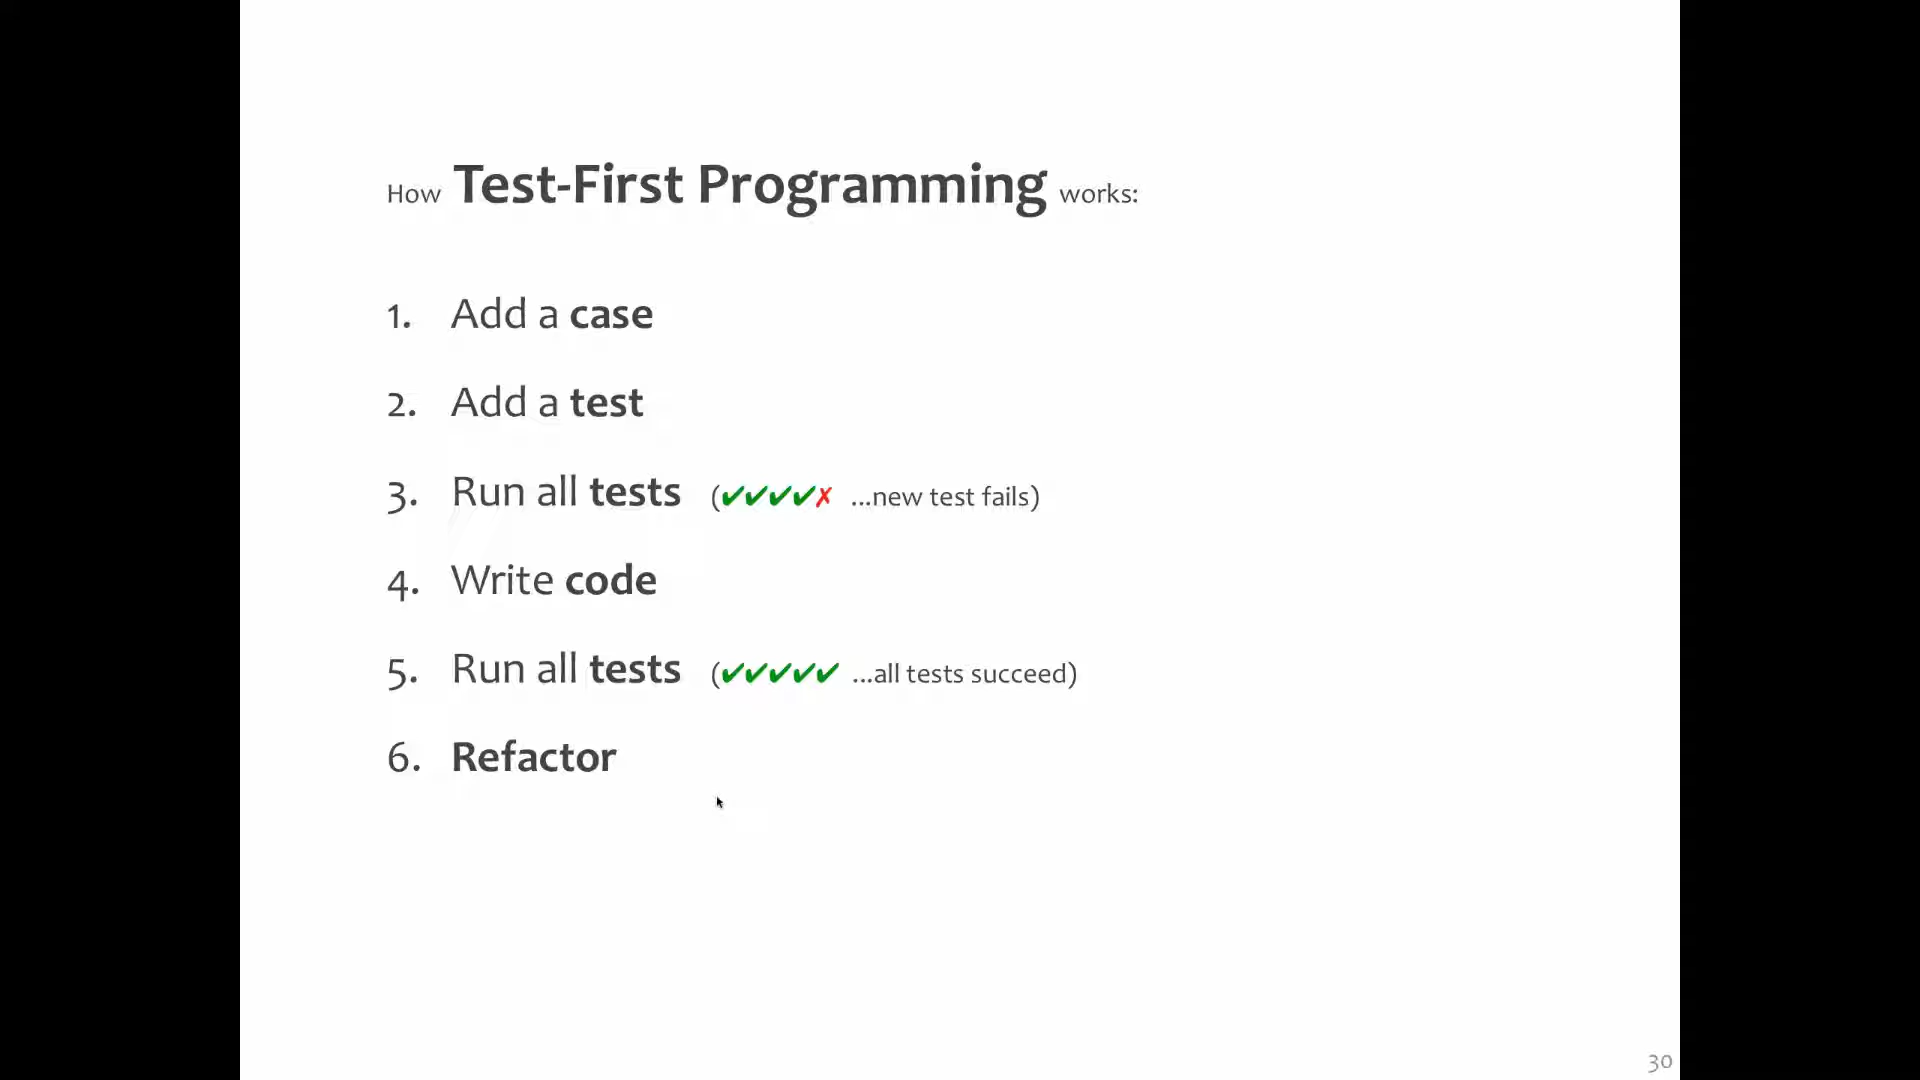 How Test-First Programming works:
1. Add a case
2. Add a test
3. Run all tests (✔✔✔✔✗ ...new test fails)
4. Write code
5. Run all tests (✔✔✔✔✔ ...all tests succeed)
6. Refactor
30